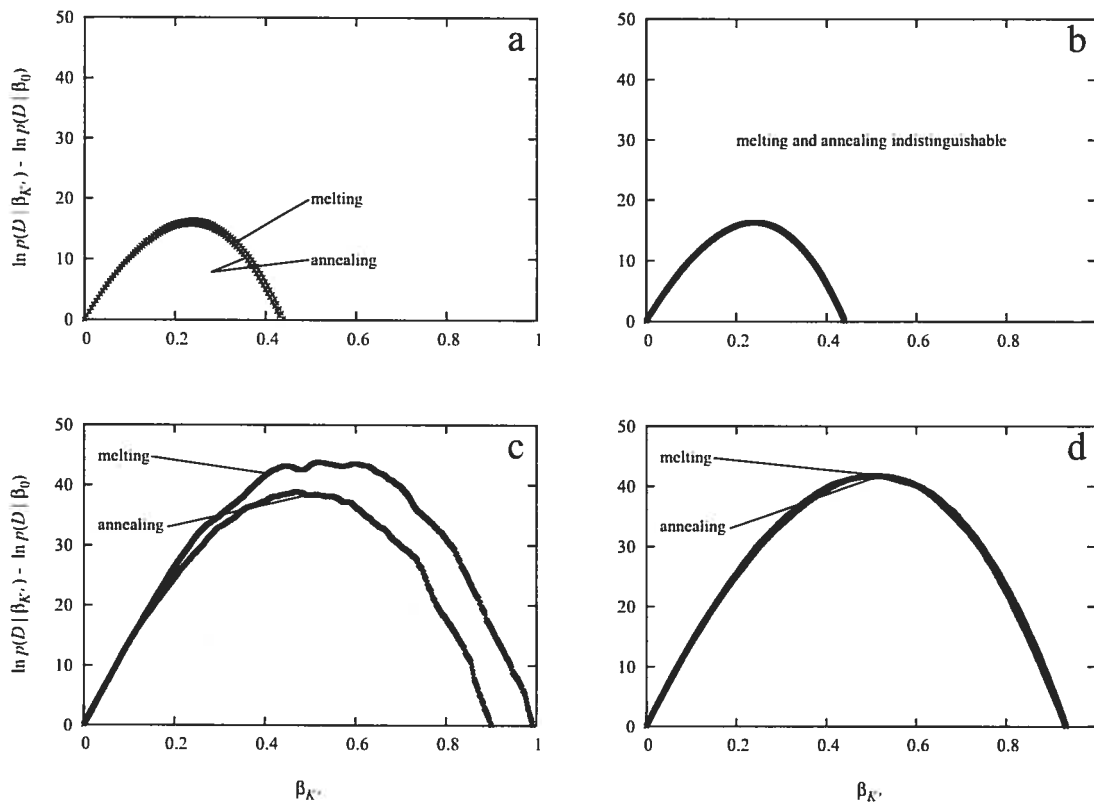 a
50
40
30
20
10
0
0 0.2 0.4 0.6 0.8 1
ln p(D | β_K') - ln p(D | β_0)
melting
annealing
b
50
40
30
20
10
0
0 0.2 0.4 0.6 0.8
melting and annealing indistinguishable
c
50
40
30
20
10
0
0 0.2 0.4 0.6 0.8 1
ln p(D | β_K') - ln p(D | β_0)
β_K'
melting
annealing
d
50
40
30
20
10
0
0 0.2 0.4 0.6 0.8
β_K'
melting
annealing